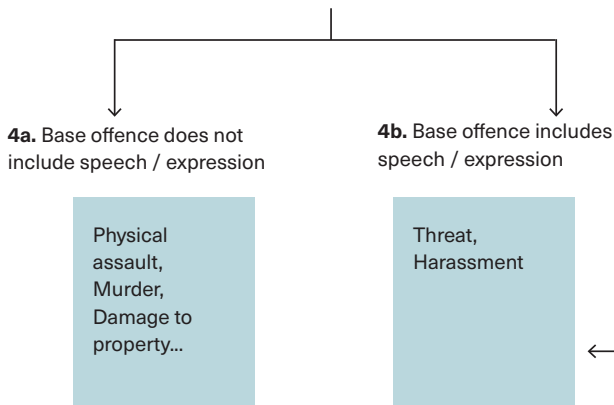 4a. Base offence does not
include speech / expression
4b. Base offence includes
speech / expression
Physical
assault,
Murder,
Damage to
property...
Threat,
Harassment